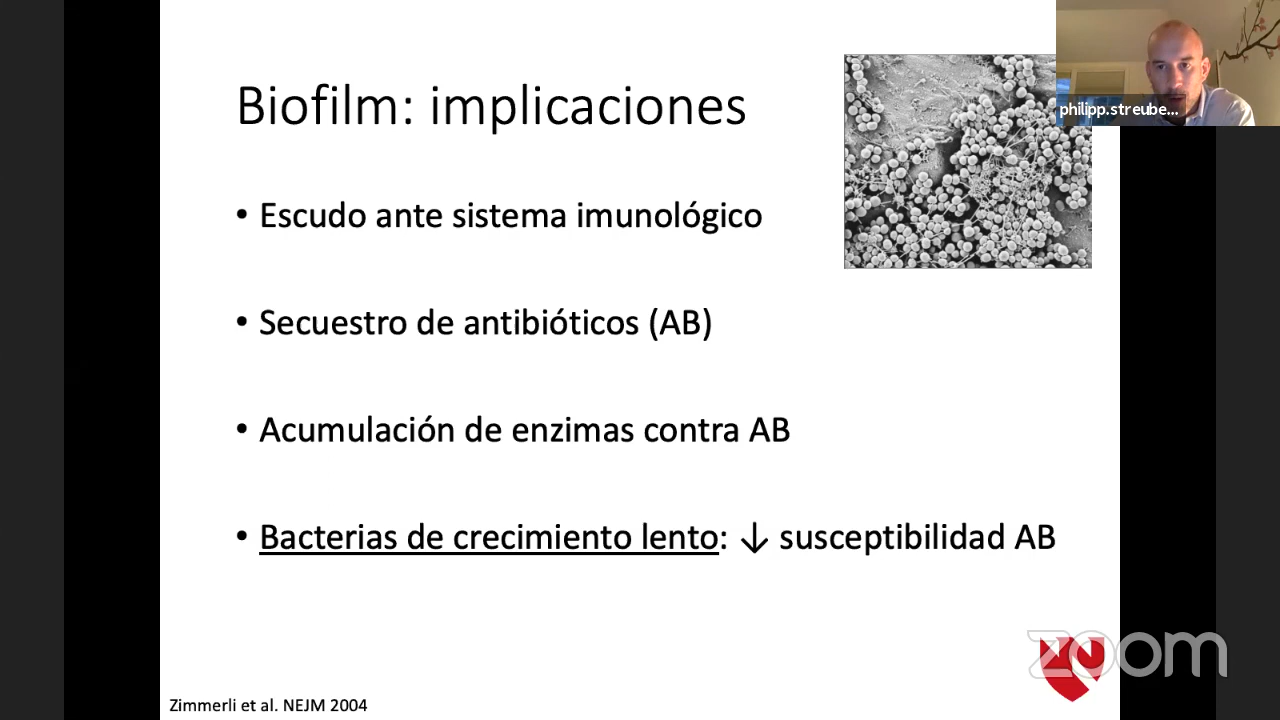 Biofilm: implicaciones
philipp.streube...
• Escudo ante sistema imunológico
• Secuestro de antibióticos (AB)
• Acumulación de enzimas contra AB
• Bacterias de crecimiento lento: ↓ susceptibilidad AB
zoom
Zimmerli et al. NEJM 2004